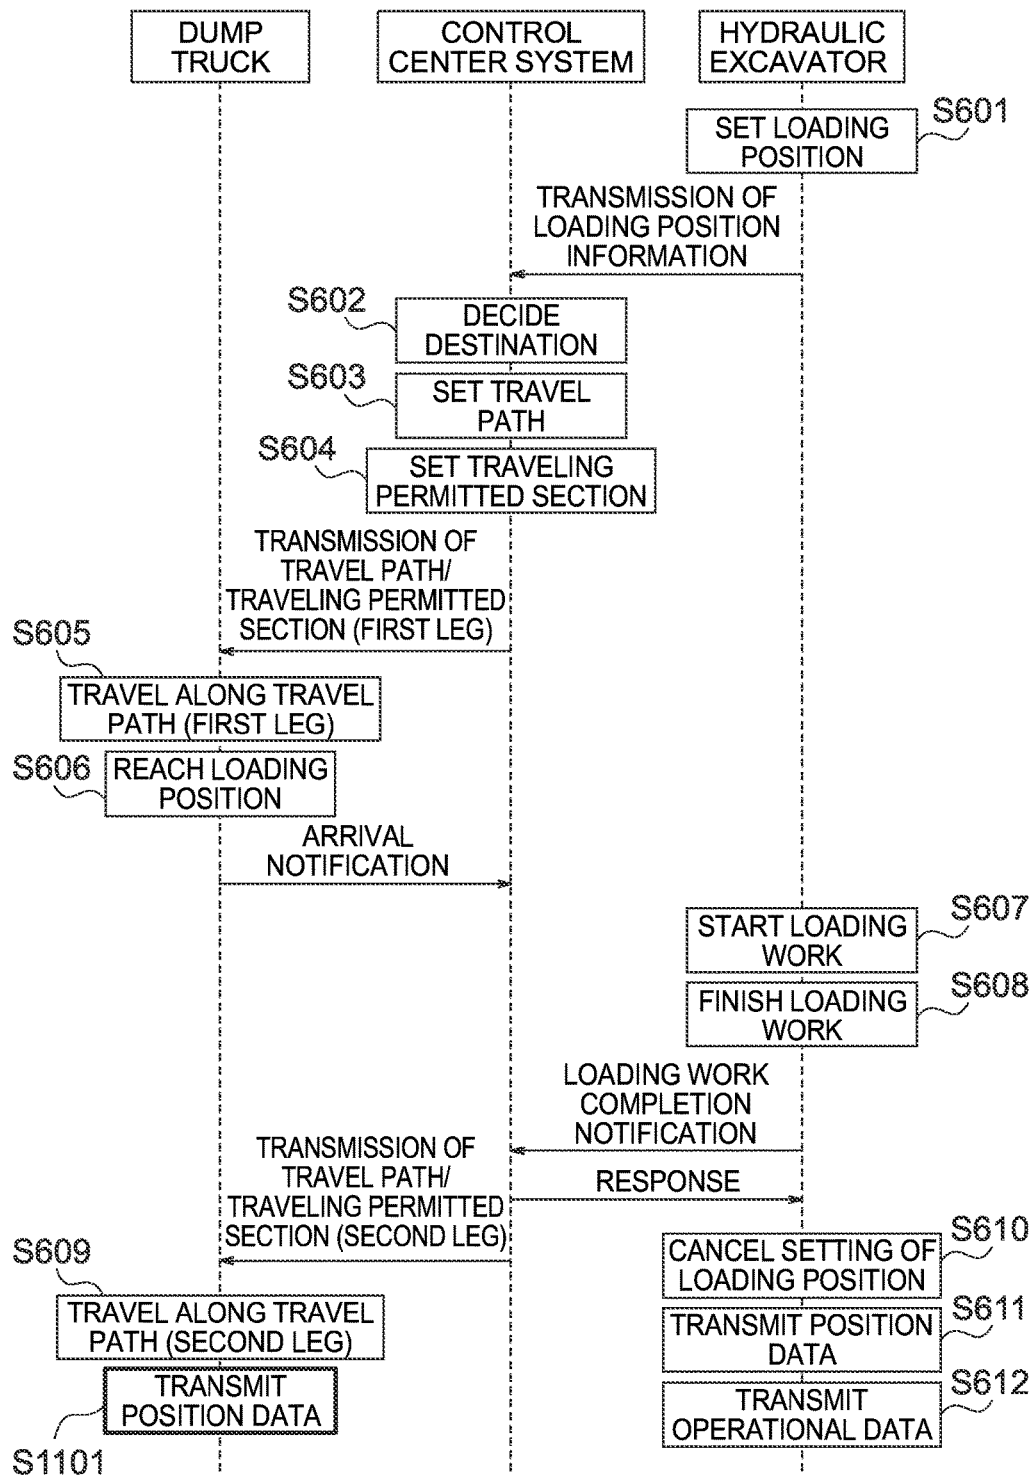 DUMP
TRUCK
CONTROL
CENTER SYSTEM
HYDRAULIC
EXCAVATOR
S601
SET LOADING
POSITION
TRANSMISSION OF
LOADING POSITION
INFORMATION
S602
DECIDE
DESTINATION
S603
SET TRAVEL
PATH
S604
SET TRAVELING
PERMITTED SECTION
TRANSMISSION OF
TRAVEL PATH/
TRAVELING PERMITTED
SECTION (FIRST LEG)
S605
TRAVEL ALONG TRAVEL
PATH (FIRST LEG)
S606
REACH LOADING
POSITION
ARRIVAL
NOTIFICATION
S607
START LOADING
WORK
S608
FINISH LOADING
WORK
LOADING WORK
COMPLETION
NOTIFICATION
TRANSMISSION OF
TRAVEL PATH/
TRAVELING PERMITTED
SECTION (SECOND LEG)
RESPONSE
S610
CANCEL SETTING OF
LOADING POSITION
S609
TRAVEL ALONG TRAVEL
PATH (SECOND LEG)
S611
TRANSMIT POSITION
DATA
TRANSMIT
POSITION DATA
S1101
S612
TRANSMIT
OPERATIONAL DATA